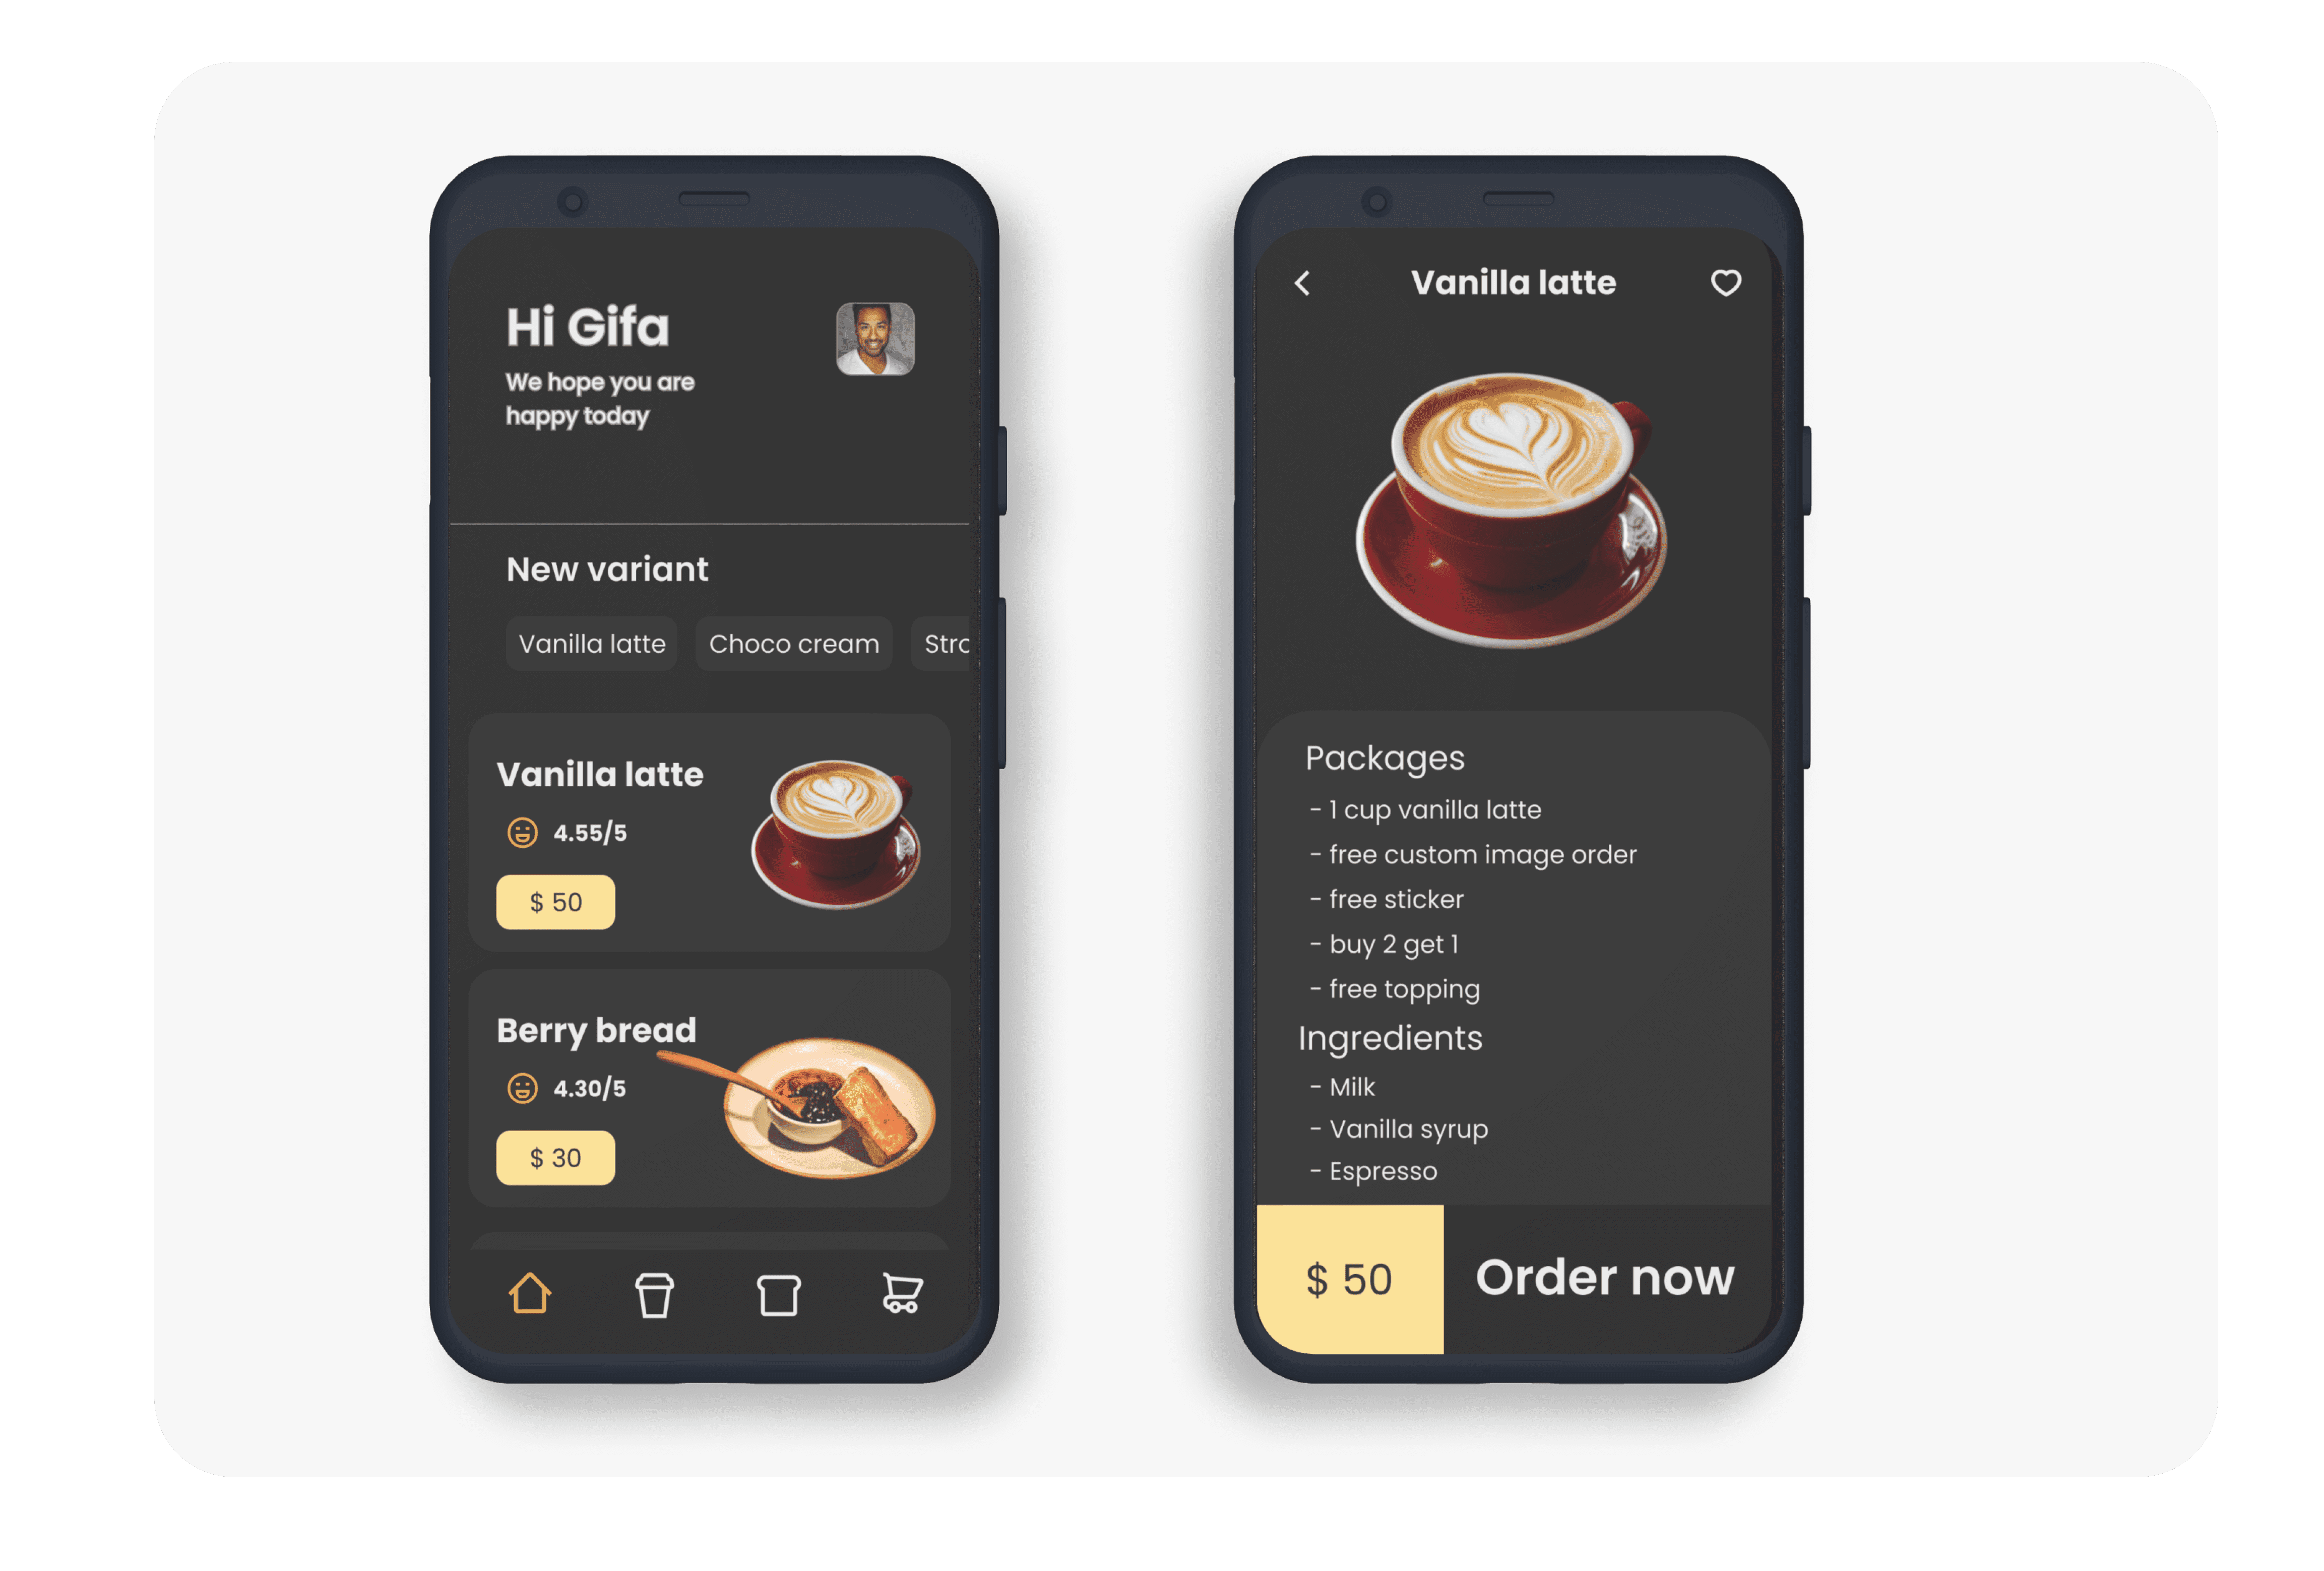 Hi Gifa
We hope you are
happy today
New variant
Vanilla latte
Choco cream
Vanilla latte
4.55/5
$ 50
Berry bread
4.30/5
$ 30
Vanilla latte
Packages
- 1 cup vanilla latte
- free custom image order
- free sticker
- buy 2 get 1
- free topping
Ingredients
- Milk
- Vanilla syrup
- Espresso
$ 50
Order now